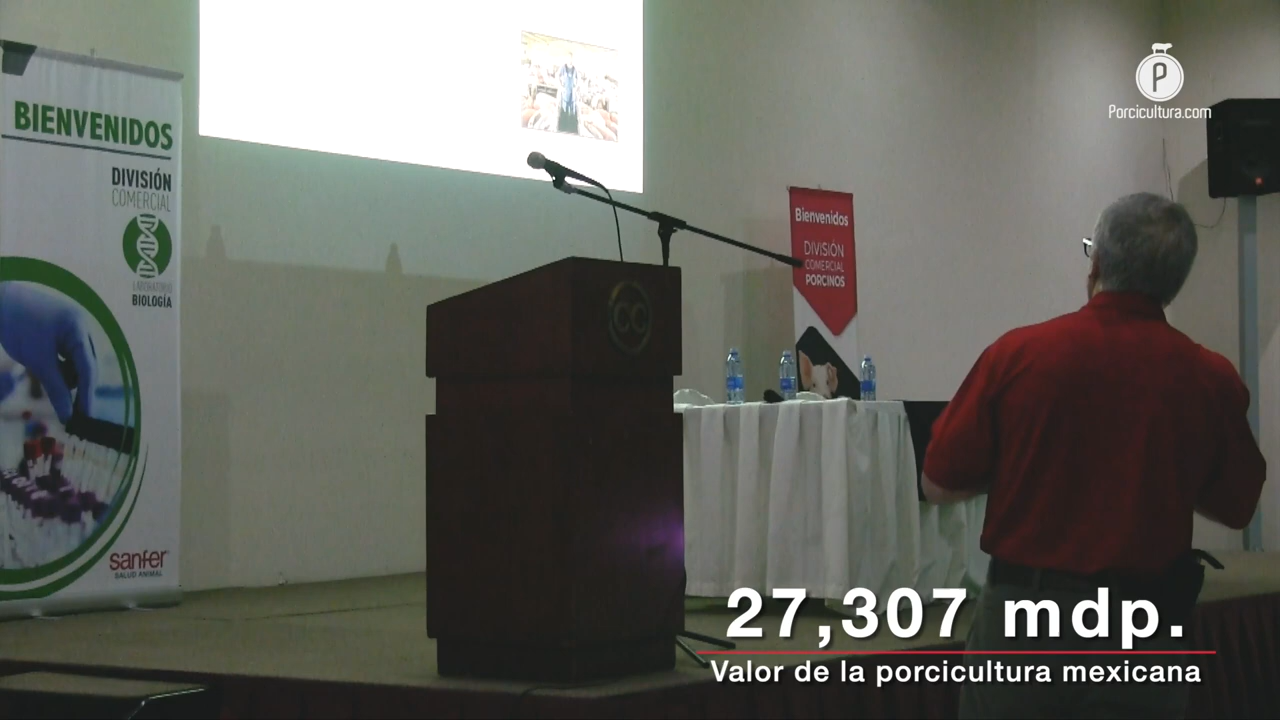 BIENVENIDOS
DIVISIÓN
COMERCIAL
LABORATORIO
BIOLOGÍA
sanfer
SALUD ANIMAL
P
Porcicultura.com
Bienvenidos
DIVISIÓN
COMERCIAL
PORCINOS
CC
27,307 mdp.
Valor de la porcicultura mexicana